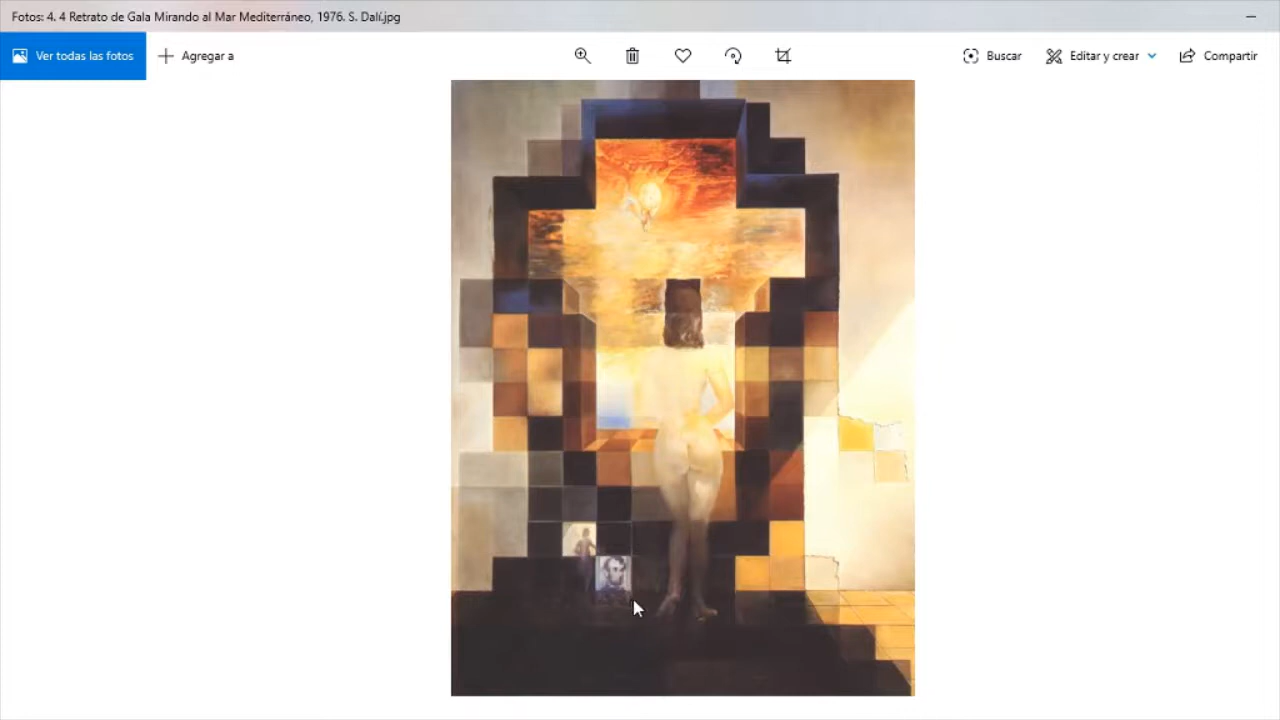 Fotos: 4. 4 Retrato de Gala Mirando al Mar Mediterráneo, 1976. S. Dalí.jpg
Ver todas las fotos
Agregar a
Buscar
Editar y crear
Compartir